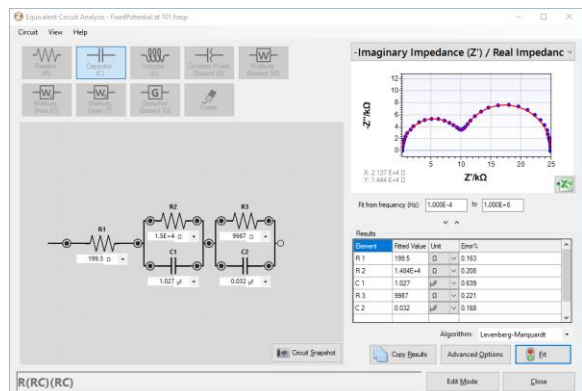 Equivalent Circuit Analysis - FixedPotential at 101 freqs
Circuit View Help
Resistor (R)
Capacitor (C)
Inductor (L)
Constant Phase Element (Q)
W
Warburg Element (W)
W
Warburg Short (O)
W
Warburg Open (T)
G
Gerischer Element (G)
Eraser
-Imaginary Impedance (Z') / Real Impedanc
-Z''/kΩ
12
10
8
6
4
2
0
5 10 15 20 25
Z'/kΩ
X: 2.137 E+4 Ω
Y: 1.444 E+4 Ω
Fit from frequency (Hz): 1.000E-4 to 1.000E+6
R1
199.5 Ω
R2
1.5E+4 Ω
C1
1.027 µF
R3
9987 Ω
C2
0.032 µF
Results
Element Fitted Value Unit Error%
R 1 199.5 Ω 0.163
R 2 1.484E+4 Ω 0.208
C 1 1.027 µF 0.639
R 3 9987 Ω 0.221
C 2 0.032 µF 0.168
Algorithm: Levenberg-Marquardt
Circuit Snapshot
Copy Results
Advanced Options
Fit
R(RC)(RC)
Edit Mode
Close